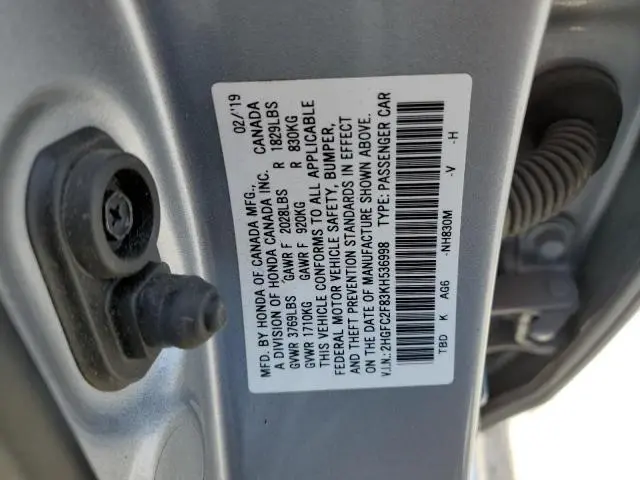 MFD. BY HONDA OF CANADA MFG., 02/'19
A DIVISION OF HONDA CANADA INC. CANADA
GVWR 3769LBS GAWR F 2028LBS R 1829LBS
GVWR 1710KG GAWR F 920KG R 830KG
THIS VEHICLE CONFORMS TO ALL APPLICABLE
FEDERAL MOTOR VEHICLE SAFETY, BUMPER,
AND THEFT PREVENTION STANDARDS IN EFFECT
ON THE DATE OF MANUFACTURE SHOWN ABOVE.
V.I.N.: 2HGFC2F83KH536998 TYPE: PASSENGER CAR
TBD K AG6 -NH830M -V -H